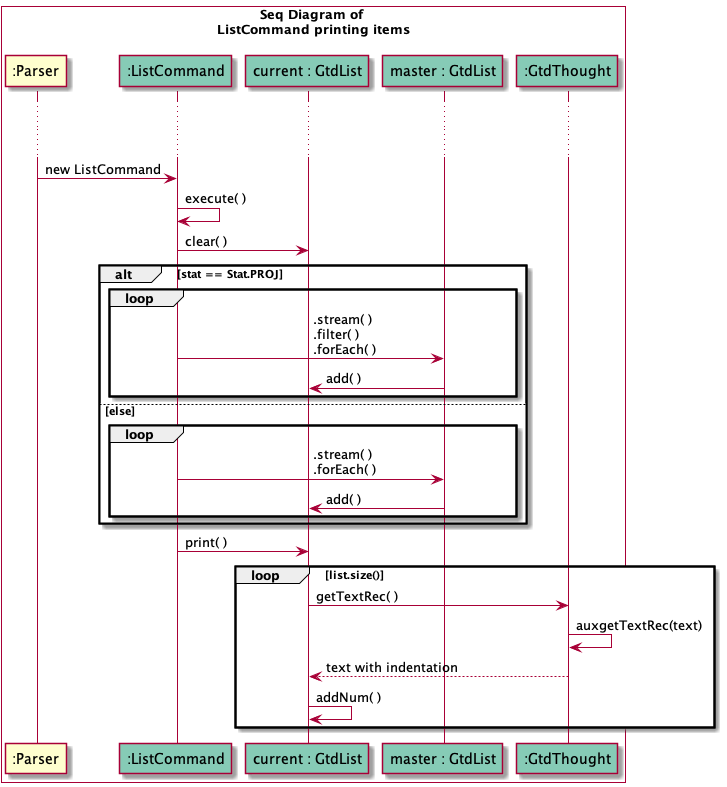 Seq Diagram of
ListCommand printing items
:Parser
:ListCommand
current : GtdList
master : GtdList
:GtdThought
new ListCommand
execute()
clear()
alt
[stat == Stat.PROJ]
loop
.stream()
.filter()
.forEach()
add()
[else]
loop
.stream()
.forEach()
add()
print()
loop
[list.size()]
getTextRec()
auxgetTextRec(text)
text with indentation
addNum()
:Parser
:ListCommand
current : GtdList
master : GtdList
:GtdThought